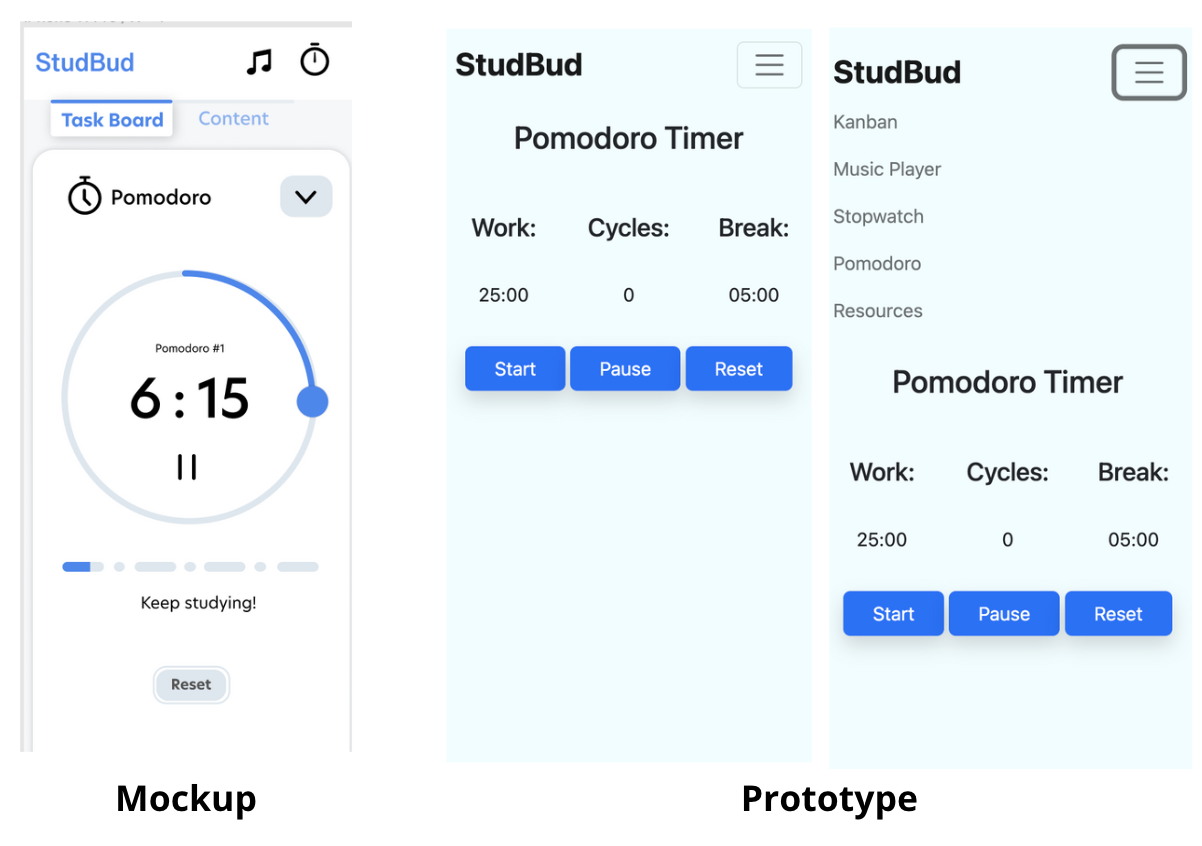 StudBud
Task Board
Content
Pomodoro
Pomodoro #1
6 : 15
Keep studying!
Reset
Mockup
StudBud
Pomodoro Timer
Work: Cycles: Break:
25:00 0 05:00
Start Pause Reset
StudBud
Kanban
Music Player
Stopwatch
Pomodoro
Resources
Pomodoro Timer
Work: Cycles: Break:
25:00 0 05:00
Start Pause Reset
Prototype